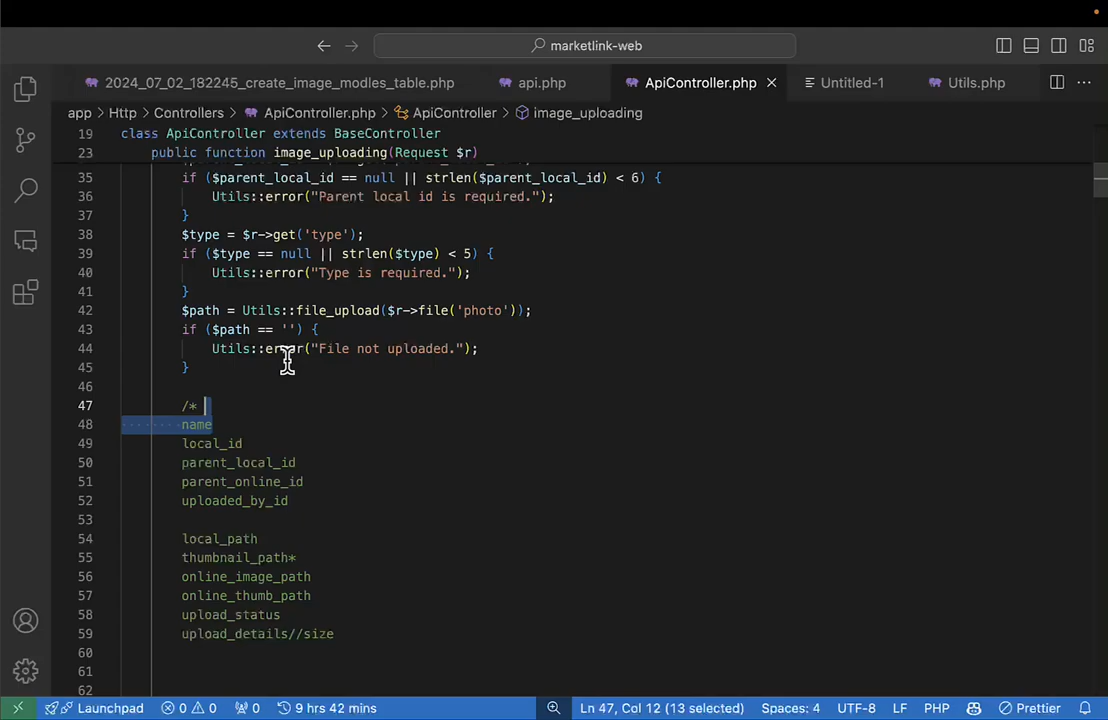 marketlink-web
2024_07_02_182245_create_image_modles_table.php
api.php
ApiController.php
Untitled-1
Utils.php
app > Http > Controllers > ApiController.php > ApiController > image_uploading
19 class ApiController extends BaseController
23 public function image_uploading(Request $r)
35 if ($parent_local_id == null || strlen($parent_local_id) < 6) {
36 Utils::error("Parent local id is required.");
37 }
38 $type = $r->get('type');
39 if ($type == null || strlen($type) < 5) {
40 Utils::error("Type is required.");
41 }
42 $path = Utils::file_upload($r->file('photo'));
43 if ($path == '') {
44 Utils::error("File not uploaded.");
45 }
46
47 /*
48 name
49 local_id
50 parent_local_id
51 parent_online_id
52 uploaded_by_id
53
54 local_path
55 thumbnail_path*
56 online_image_path
57 online_thumb_path
58 upload_status
59 upload_details//size
60
61
62
Launchpad 0 0 0 9 hrs 42 mins Ln 47, Col 12 (13 selected) Spaces: 4 UTF-8 LF PHP Prettier